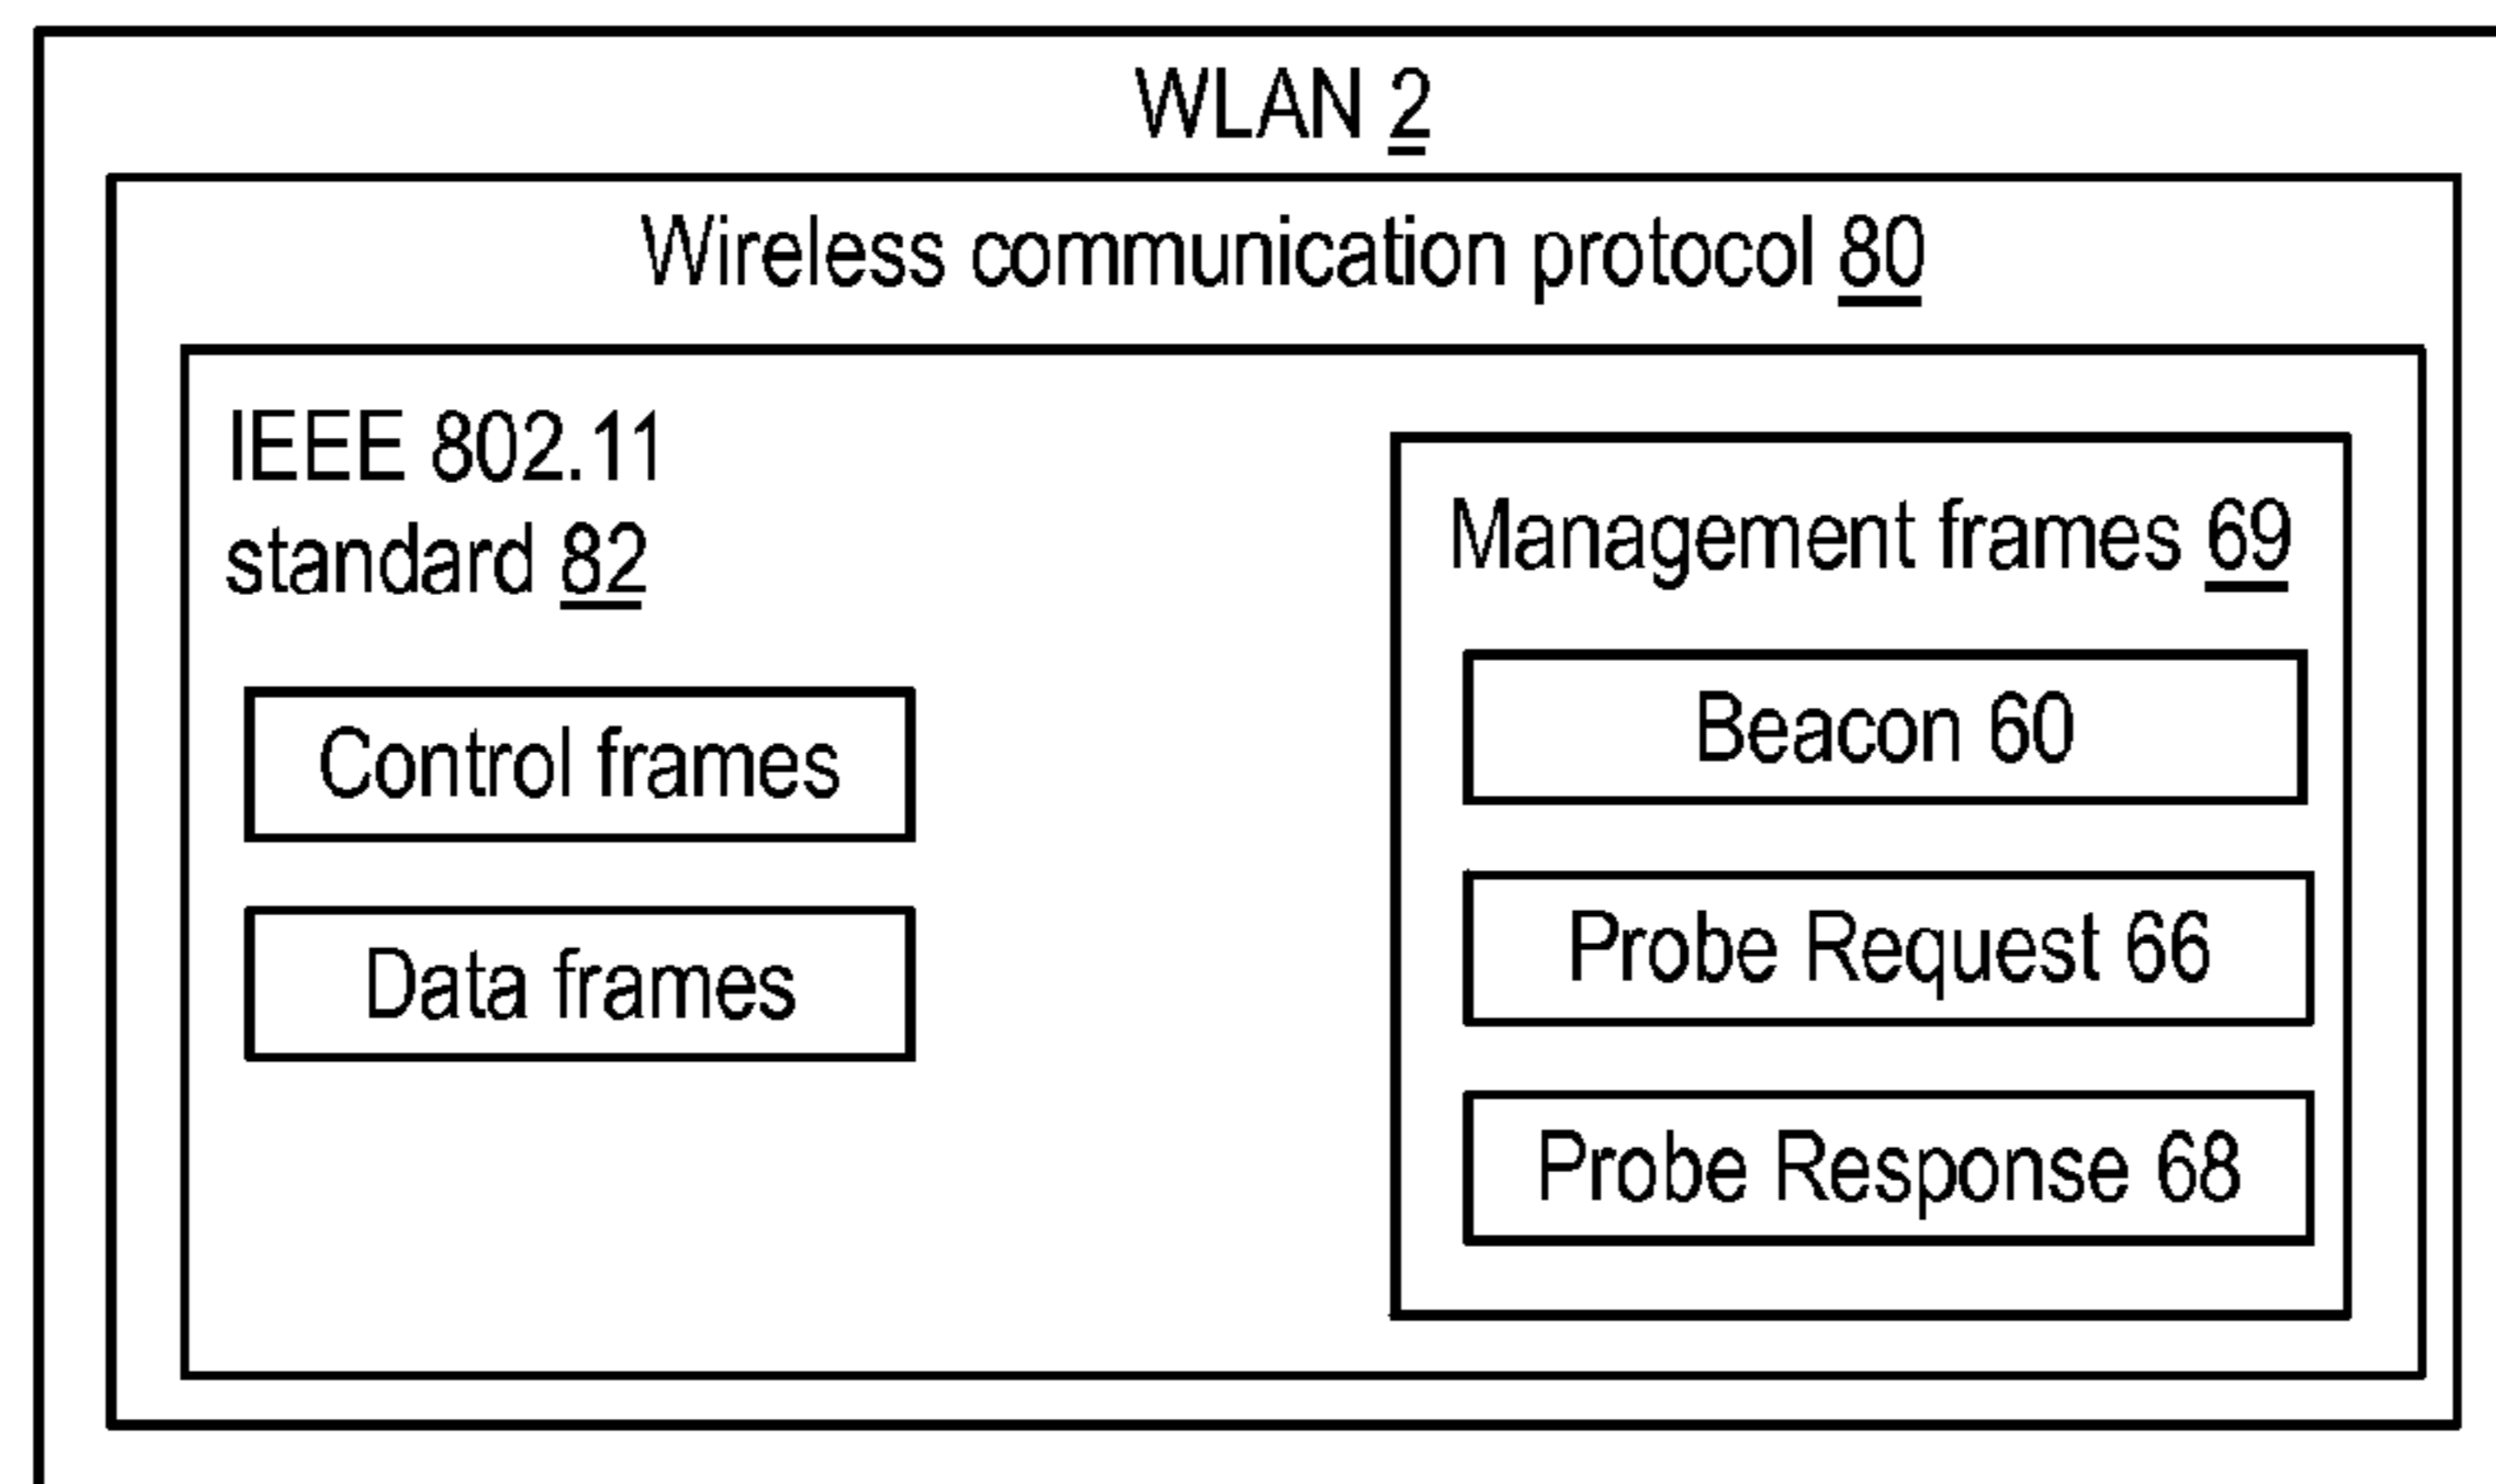 WLAN 2
Wireless communication protocol 80
IEEE 802.11
standard 82
Control frames
Data frames
Management frames 69
Beacon 60
Probe Request 66
Probe Response 68